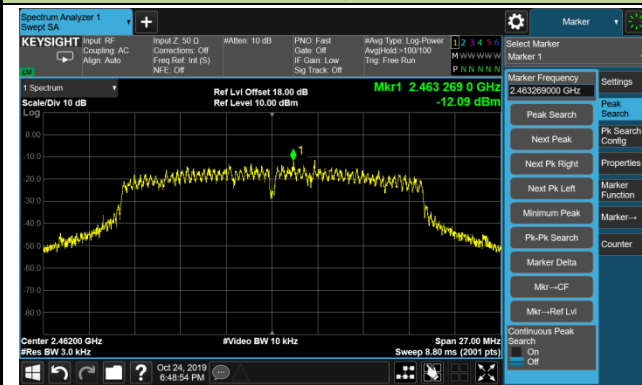 Spectrum Analyzer 1
Swept SA
Marker
KEYSIGHT
Input: RF
Coupling: AC
Align: Auto
Input Z: 50 Ω
Corrections: Off
Freq Ref: Int (S)
NFE: Off
#Atten: 10 dB
PNO: Fast
Gate: Off
IF Gain: Low
Sig Track: Off
#Avg Type: Log-Power
Avg|Hold:>100/100
Trig: Free Run
1 2 3 4 5 6
M W W W W W
P N N N N N
LM
Select Marker
Marker 1
1 Spectrum
Scale/Div 10 dB
Log
Ref Lvl Offset 18.00 dB
Ref Level 10.00 dBm
Mkr1 2.463 269 0 GHz
-12.09 dBm
Marker Frequency
2.463269000 GHz
Settings
Peak Search
Peak
Search
Next Peak
Pk Search
Config
Next Pk Right
Properties
Next Pk Left
Marker
Function
Minimum Peak
Marker→
Pk-Pk Search
Counter
Marker Delta
Mkr→CF
Mkr→Ref Lvl
Continuous Peak
Search
On
Off
1
0.00
-10.0
-20.0
-30.0
-40.0
-50.0
-60.0
-70.0
-80.0
Center 2.46200 GHz
#Res BW 3.0 kHz
#Video BW 10 kHz
Span 27.00 MHz
Sweep 8.80 ms (2001 pts)
?
Oct 24, 2019
6:48:54 PM